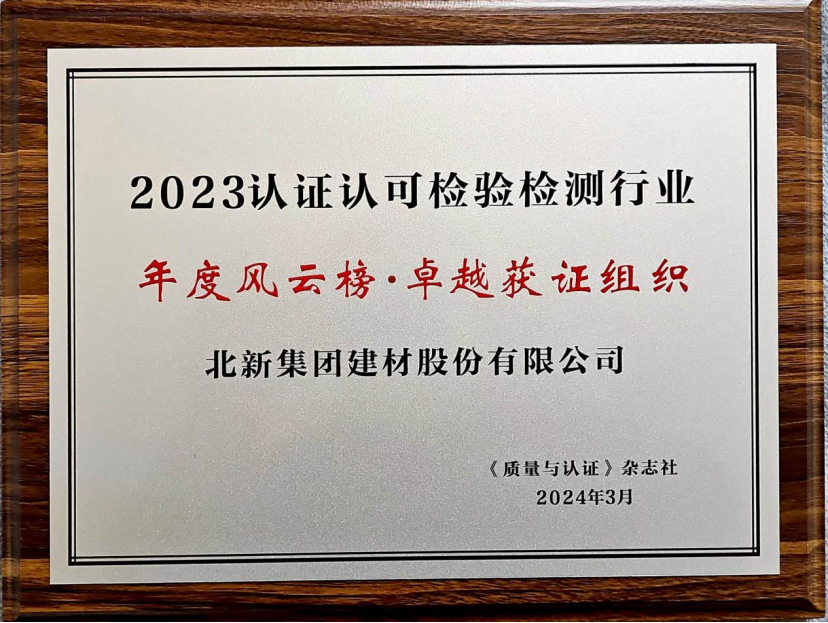 2023认证认可检验检测行业
年度风云榜·卓越获证组织
北新集团建材股份有限公司
《质量与认证》杂志社
2024年3月